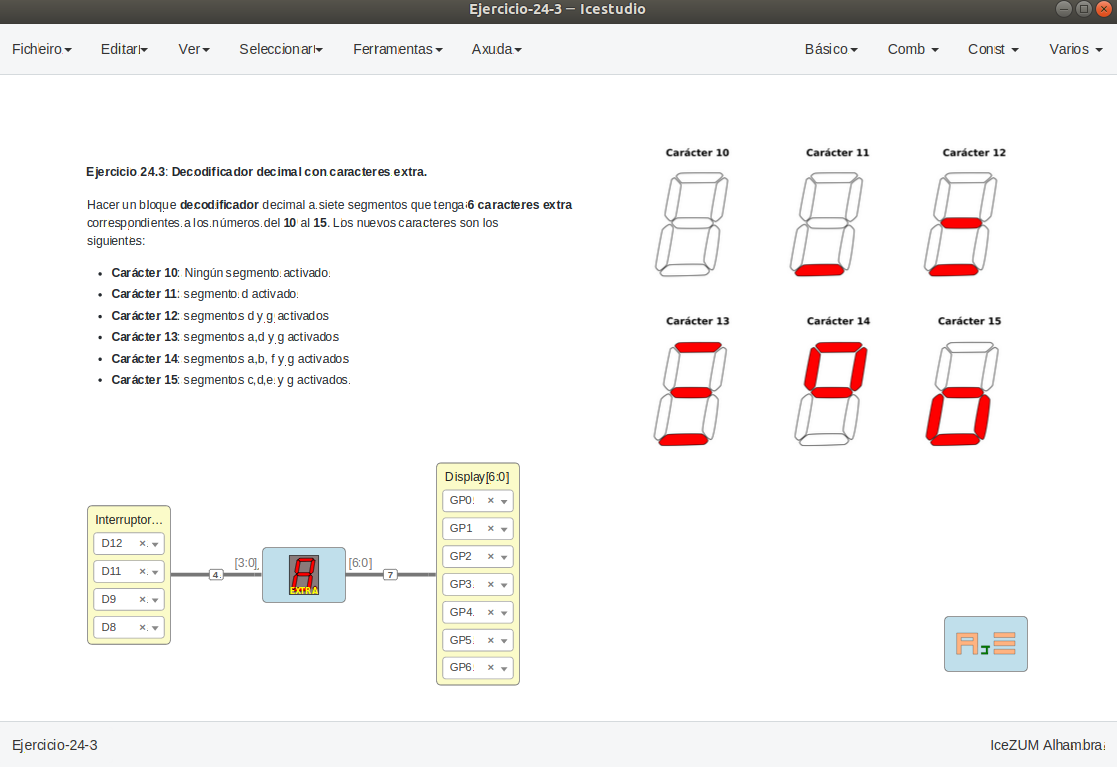 Ejercicio-24-3 – Icestudio
Ficheiro Editar Ver Seleccionar Ferramentas Axuda Básico Comb Const Varios
Ejercicio 24.3: Decodificador decimal con caracteres extra.
Hacer un bloque decodificador decimal a siete segmentos que tenga 6 caracteres extra
correspondientes a los números del 10 al 15. Los nuevos caracteres son los
siguientes:
• Carácter 10: Ningún segmento activado.
• Carácter 11: segmento d activado.
• Carácter 12: segmentos d y g activados
• Carácter 13: segmentos a,d y g activados
• Carácter 14: segmentos a,b, f y g activados
• Carácter 15: segmentos c,d,e y g activados.
Carácter 10 Carácter 11 Carácter 12
Carácter 13 Carácter 14 Carácter 15
Interruptor...
D12
D11
D9
D8
4
[3:0]
EXTRA
[6:0]
7
Display[6:0]
GP0
GP1
GP2
GP3
GP4
GP5
GP6
Ejercicio-24-3 IceZUM Alhambra